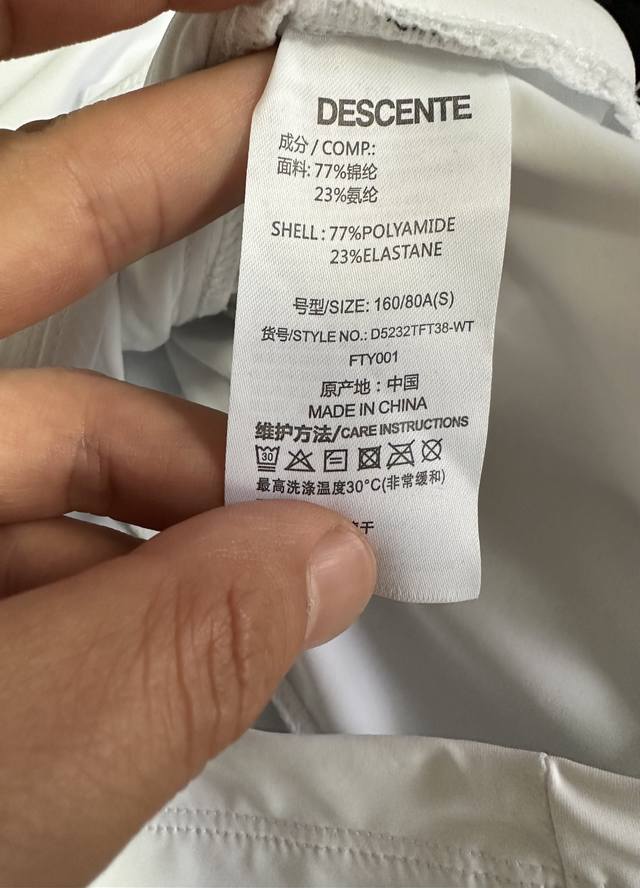 DESCENTE
成分/COMP.:
面料:77%锦纶
23%氨纶
SHELL:77%POLYAMIDE
23%ELASTANE
号型/SIZE: 160/80A(S)
货号/STYLE NO.: D5232TFT38-WT
FTY001
原产地:中国
MADE IN CHINA
维护方法/CARE INSTRUCTIONS
30
最高洗涤温度30°C(非常缓和)
干